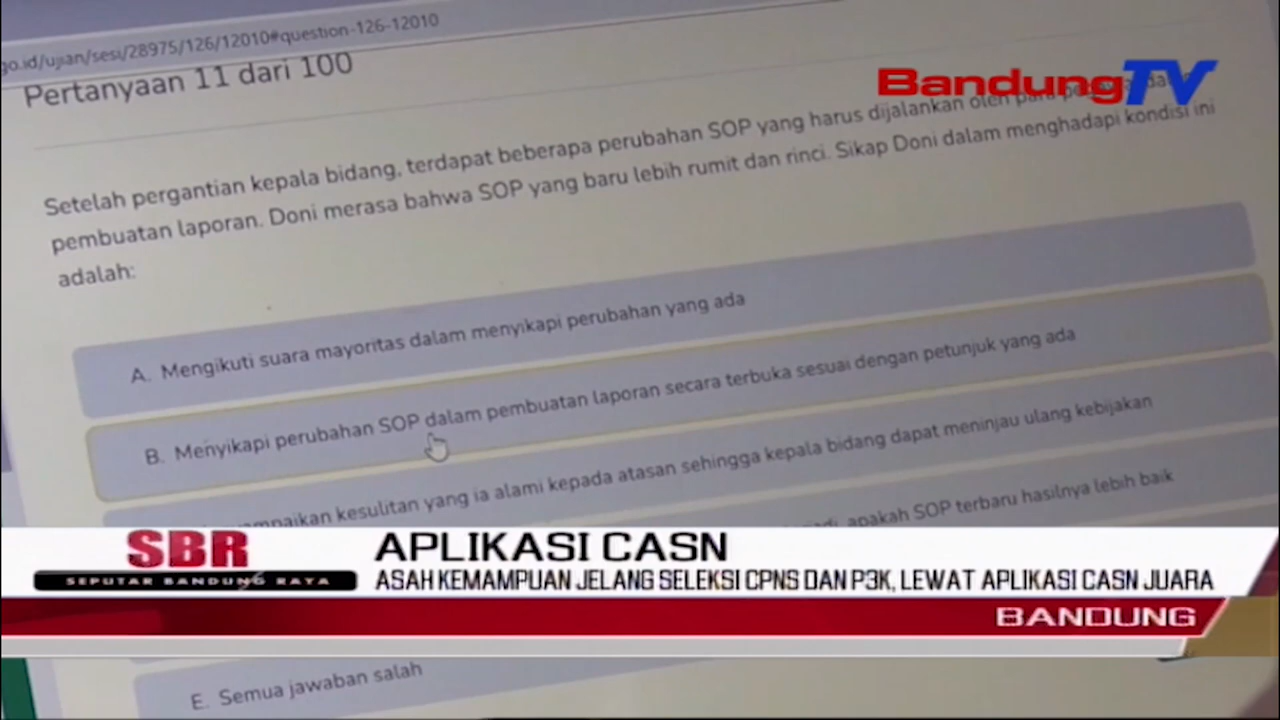 go.id/ujian/sesi/28975/126/12010#question-126-12010
Pertanyaan 11 dari 100
BandungTV
Setelah pergantian kepala bidang, terdapat beberapa perubahan SOP yang harus dijalankan oleh para
pembuatan laporan. Doni merasa bahwa SOP yang baru lebih rumit dan rinci. Sikap Doni dalam menghadapi kondisi ini
adalah:
A. Mengikuti suara mayoritas dalam menyikapi perubahan yang ada
B. Menyikapi perubahan SOP dalam pembuatan laporan secara terbuka sesuai dengan petunjuk yang ada
kesulitan yang ia alami kepada atasan sehingga kepala bidang dapat meninjau ulang kebijakan
apakah SOP terbaru hasilnya lebih baik
SBR
SEPUTAR BANDUNG RAYA
APLIKASI CASN
ASAH KEMAMPUAN JELANG SELEKSI CPNS DAN P3K, LEWAT APLIKASI CASN JUARA
BANDUNG
E. Semua jawaban salah